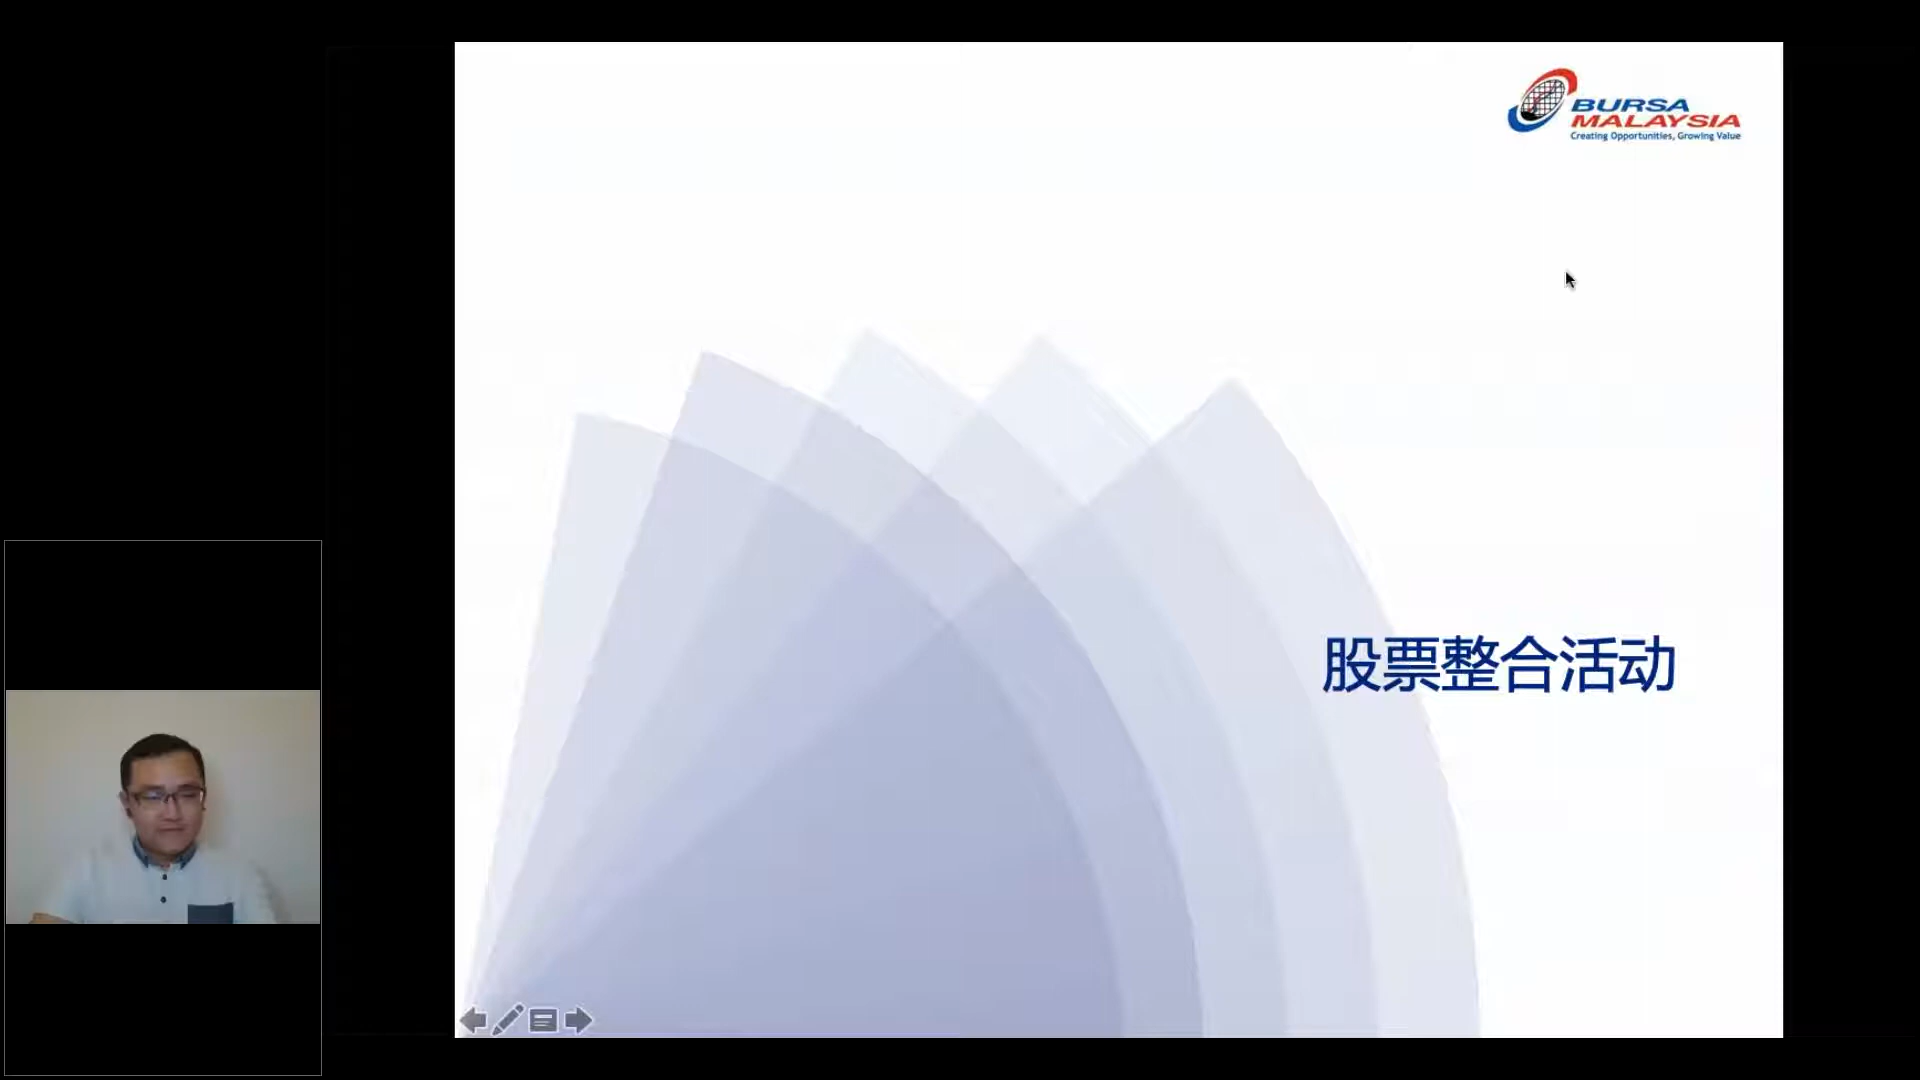 BURSA
MALAYSIA
Creating Opportunities, Growing Value
股票整合活动